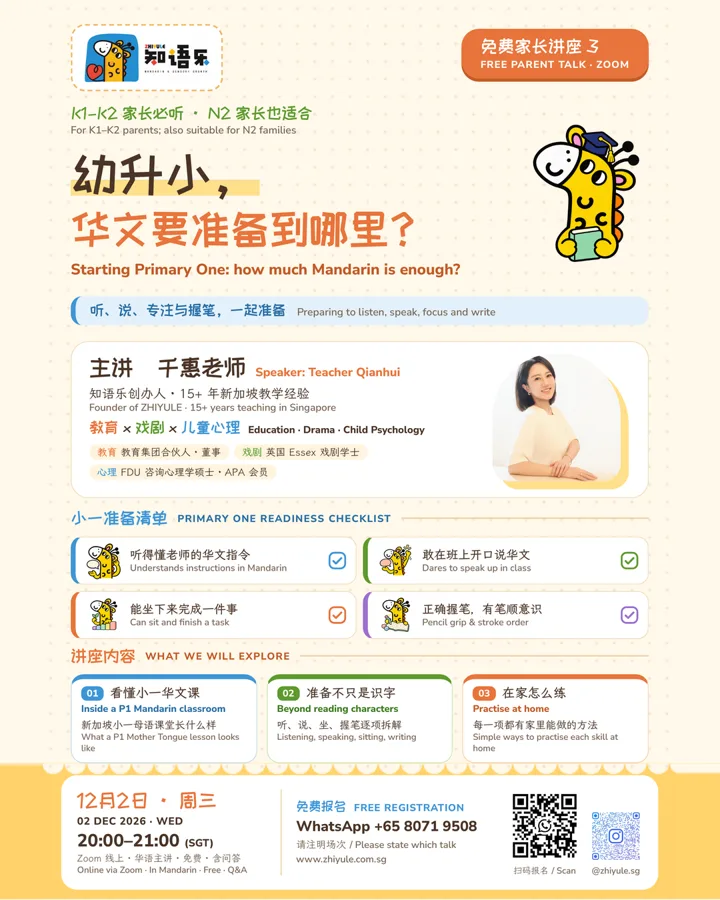 ZHIYULE
知语乐
MANDARIN & SENSORY GROWTH
免费家长讲座 3
FREE PARENT TALK · ZOOM
K1–K2 家长必听 · N2 家长也适合
For K1–K2 parents; also suitable for N2 families
幼升小，
华文要准备到哪里？
Starting Primary One: how much Mandarin is enough?
听、说、专注与握笔，一起准备 Preparing to listen, speak, focus and write
主讲 千惠老师 Speaker: Teacher Qianhui
知语乐创办人 · 15+ 年新加坡教学经验
Founder of ZHIYULE · 15+ years teaching in Singapore
教育 × 戏剧 × 儿童心理 Education · Drama · Child Psychology
教育 教育集团合伙人 · 董事
戏剧 英国 Essex 戏剧学士
心理 FDU 咨询心理学硕士 · APA 会员
小一准备清单 PRIMARY ONE READINESS CHECKLIST
听得懂老师的华文指令
Understands instructions in Mandarin
敢在班上开口说华文
Dares to speak up in class
能坐下来完成一件事
Can sit and finish a task
正确握笔，有笔顺意识
Pencil grip & stroke order
讲座内容 WHAT WE WILL EXPLORE
01 看懂小一华文课
Inside a P1 Mandarin classroom
新加坡小一母语课堂长什么样
What a P1 Mother Tongue lesson looks
like
02 准备不只是识字
Beyond reading characters
听、说、坐、握笔逐项拆解
Listening, speaking, sitting, writing
03 在家怎么练
Practise at home
每一项都有家里能做的方法
Simple ways to practise each skill at
home
12月2日 · 周三
02 DEC 2026 · WED
20:00–21:00 (SGT)
Zoom 线上 · 华语主讲 · 免费 · 含问答
Online via Zoom · In Mandarin · Free · Q&A
免费报名 FREE REGISTRATION
WhatsApp +65 8071 9508
请注明场次 / Please state which talk
www.zhiyule.com.sg
扫码报名 / Scan
@zhiyule.sg